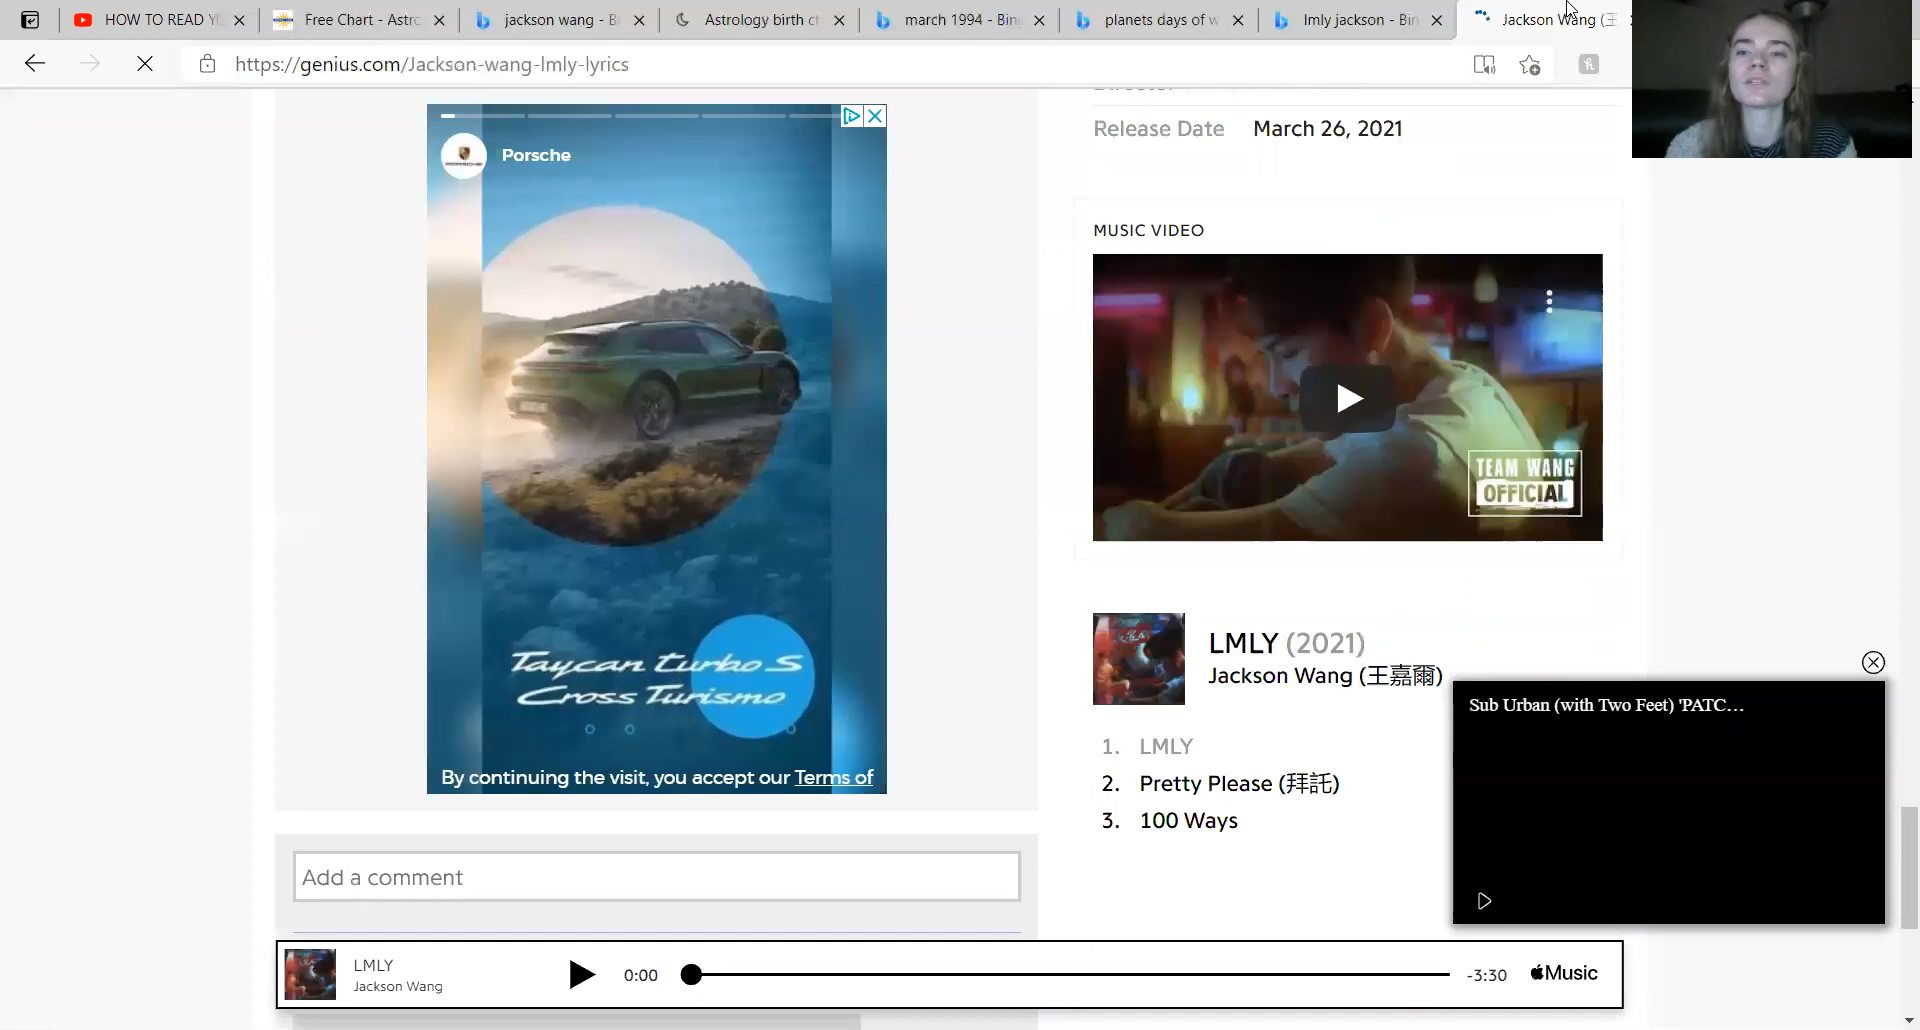 HOW TO READ Y
Free Chart - Astro
jackson wang - B
Astrology birth c
march 1994 - Bin
planets days of w
lmly jackson - Bin
Jackson Wang (王
https://genius.com/Jackson-wang-lmly-lyrics
Porsche
Taycan turbo S
Cross Turismo
By continuing the visit, you accept our Terms of
Add a comment
Release Date March 26, 2021
MUSIC VIDEO
TEAM WANG
OFFICIAL
LMLY (2021)
Jackson Wang (王嘉爾)
1. LMLY
2. Pretty Please (拜託)
3. 100 Ways
Sub Urban (with Two Feet) 'PATC...
LMLY
Jackson Wang
0:00
-3:30
Music